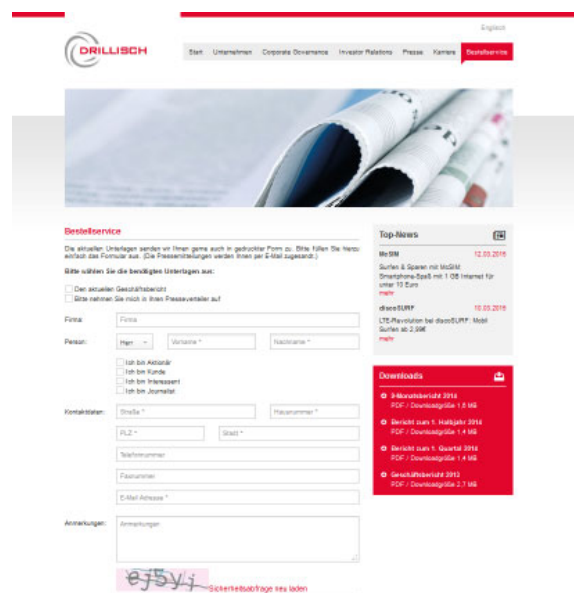 Englisch
DRILLISCH
Start Unternehmen Corporate Governance Investor Relations Presse Karriere Bestellservice
Bestellservice
Die aktuellen Unterlagen senden wir Ihnen gerne auch in gedruckter Form zu. Bitte füllen Sie hierzu
einfach das Formular aus. (Die Pressemitteilungen werden Ihnen per E-Mail zugesandt.)
Bitte wählen Sie die benötigten Unterlagen aus:
Den aktuellen Geschäftsbericht
Bitte nehmen Sie mich in Ihren Presseverteiler auf
Firma: Firma
Person: Herr Vorname * Nachname *
Ich bin Aktionär
Ich bin Kunde
Ich bin Interessent
Ich bin Journalist
Kontaktdaten: Straße * Hausnummer *
PLZ * Stadt *
Telefonnummer
Faxnummer
E-Mail-Adresse *
Anmerkungen: Anmerkungen
Sicherheitsabfrage neu laden
Top-News
McSIM 12.03.2015
Surfen & Sparen mit McSIM:
Smartphone-Spaß mit 1 GB Internet für
unter 10 Euro
mehr
discoSURF 10.03.2015
LTE-Revolution bei discoSURF: Mobil
Surfen ab 2,99€
mehr
Downloads
9-Monatsbericht 2014
PDF / Downloadgröße 1,8 MB
Bericht zum 1. Halbjahr 2014
PDF / Downloadgröße 1,4 MB
Bericht zum 1. Quartal 2014
PDF / Downloadgröße 1,4 MB
Geschäftsbericht 2013
PDF / Downloadgröße 2,7 MB